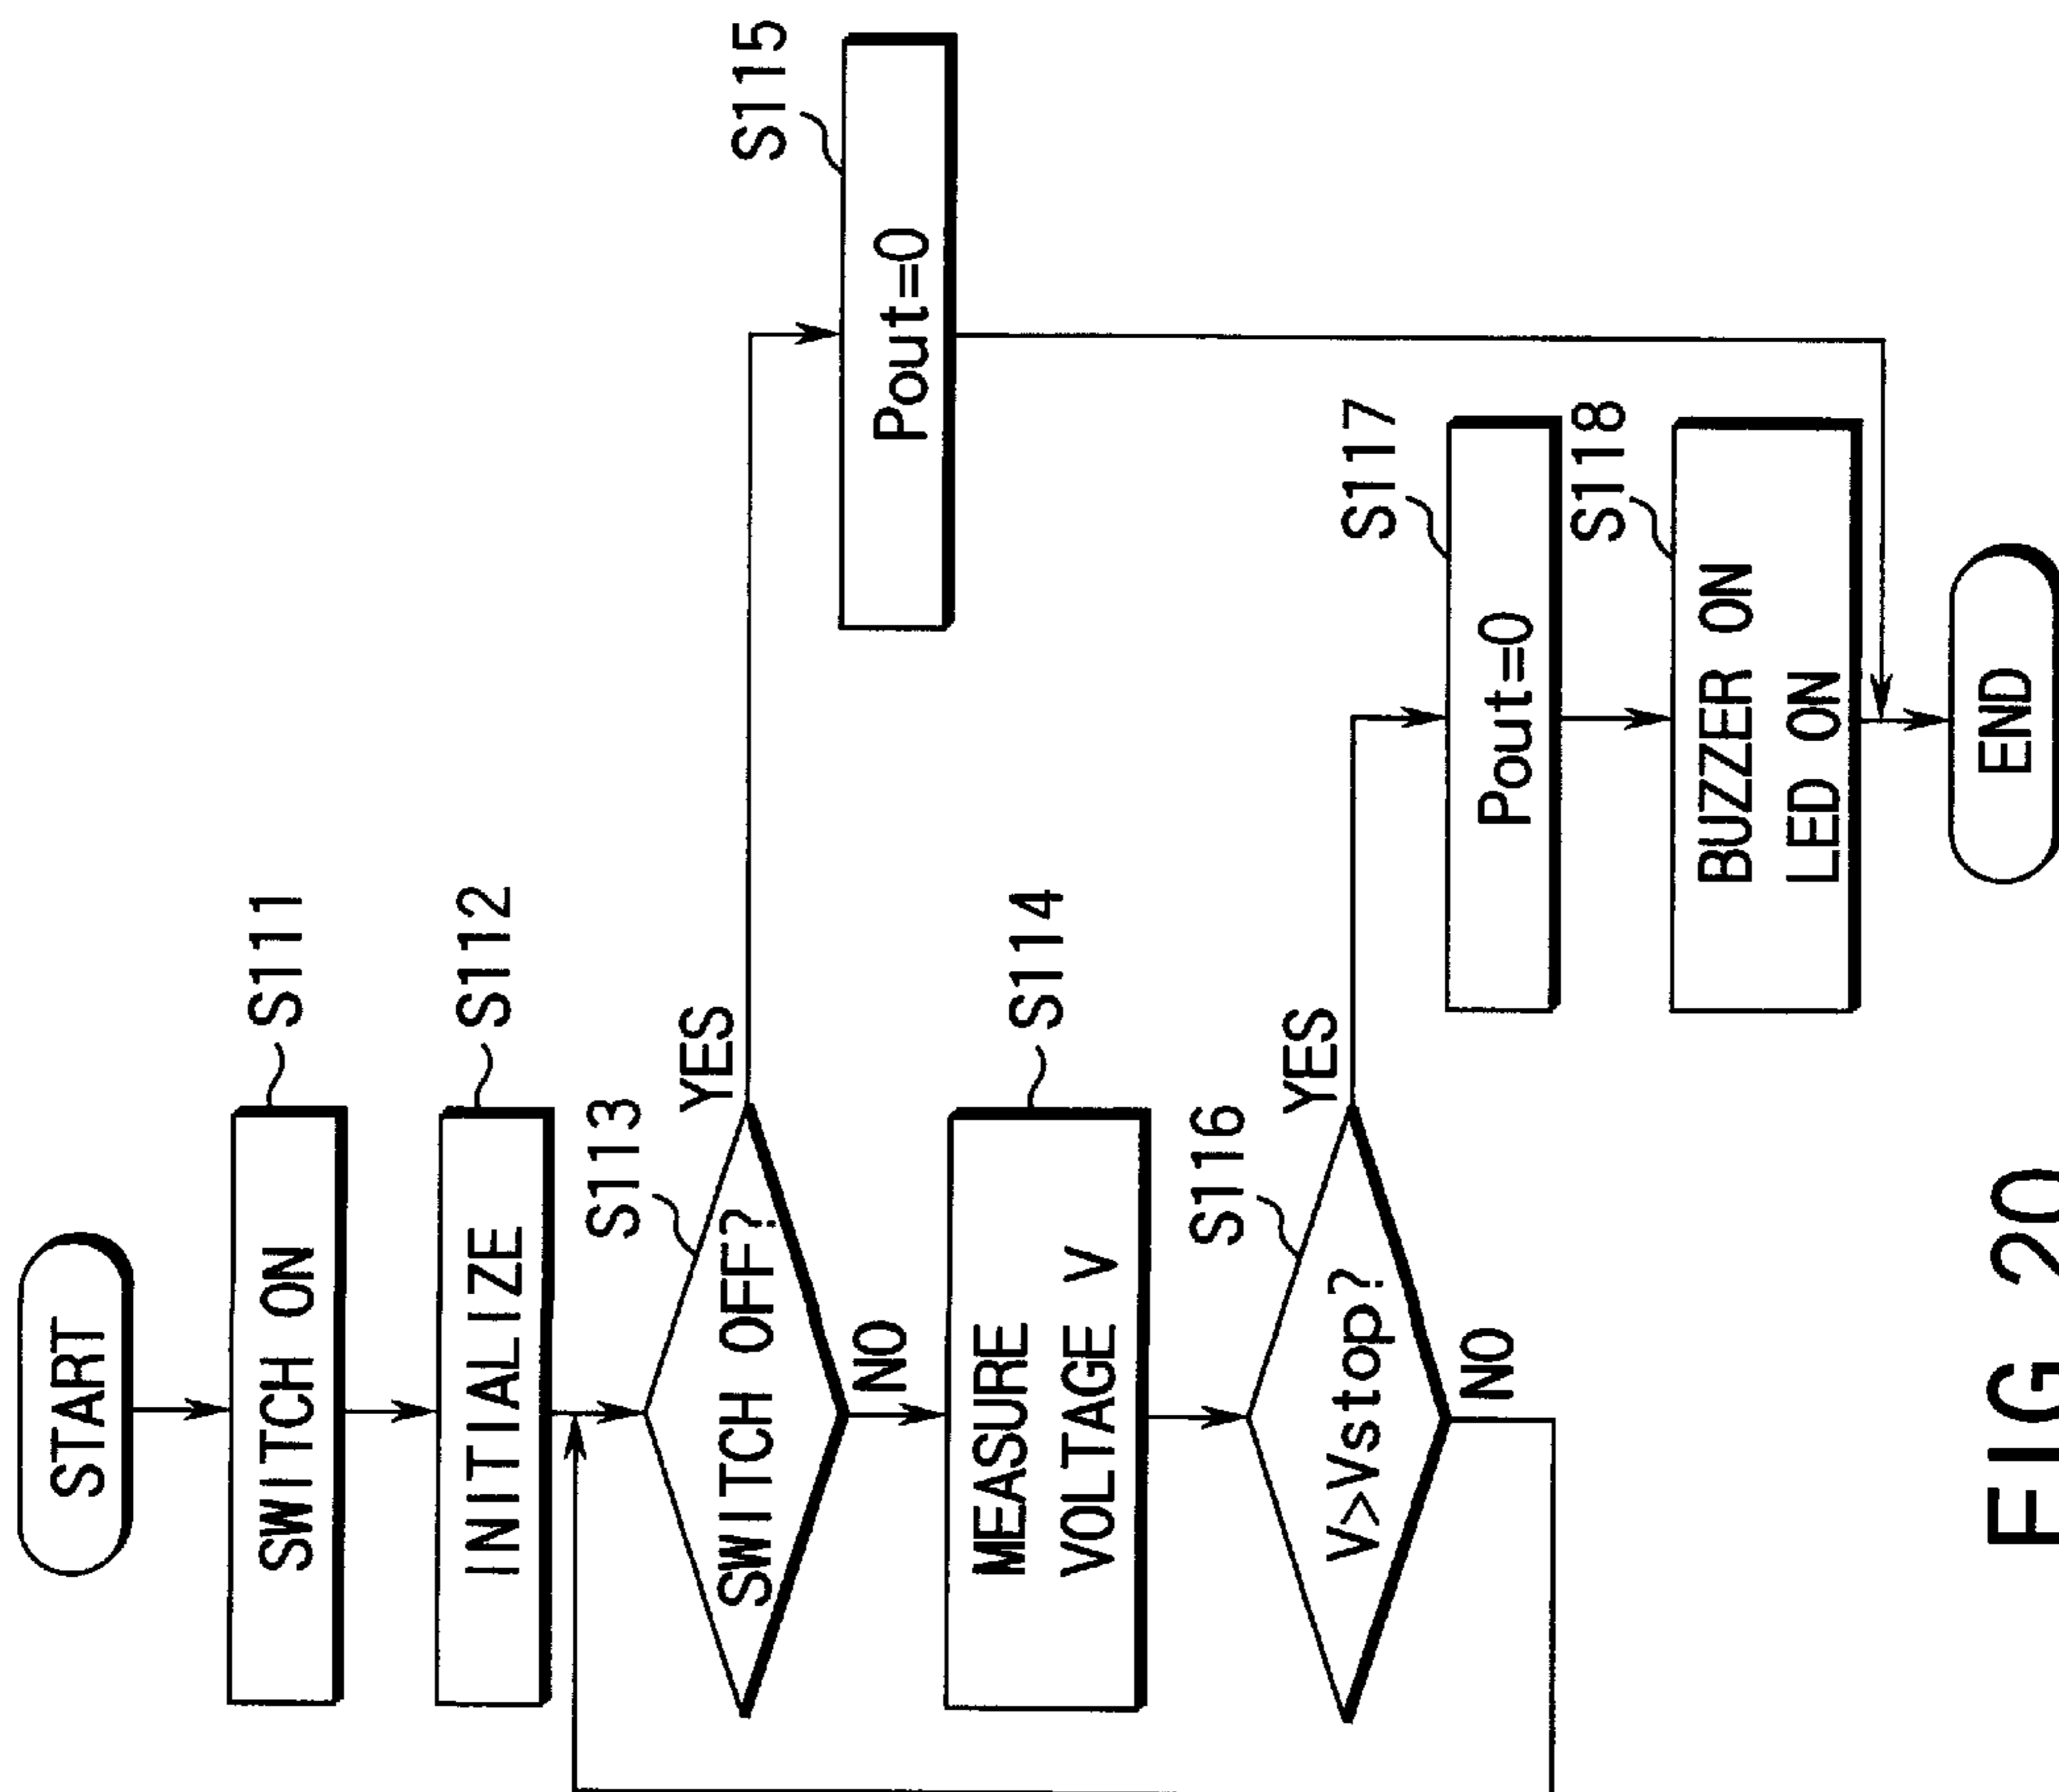 START
S111
SWITCH ON
S112
INITIALIZE
S113
SWITCH OFF?
YES
NO
S115
Pout=0
S114
MEASURE
VOLTAGE V
S116
V>Vstop?
YES
NO
S117
Pout=0
S118
BUZZER ON
LED ON
END
FIG. 20